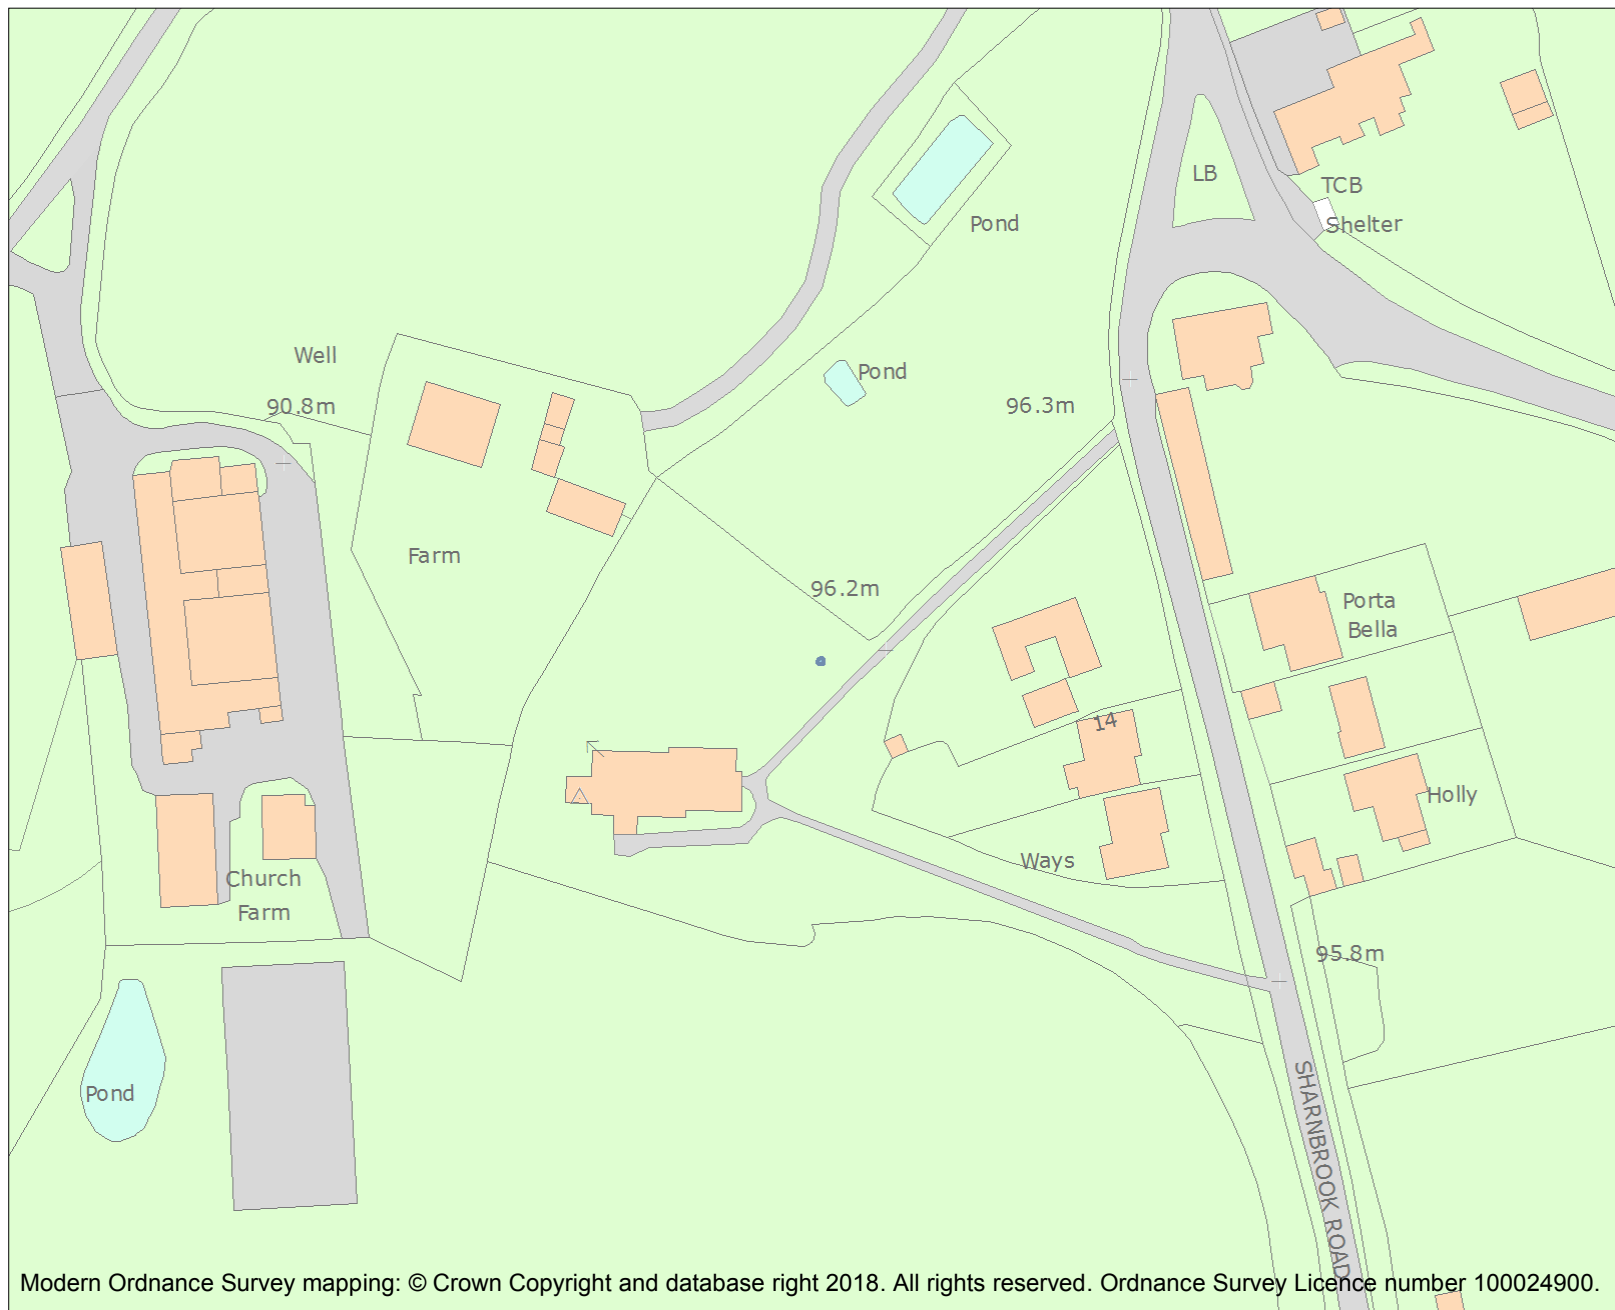 LB
TCB
Shelter
Pond
Well
Pond
90.8m
96.3m
Farm
96.2m
Porta
Bella
14
Holly
Ways
Church
Farm
95.8m
Pond
SHARNBROOK ROAD
Modern Ordnance Survey mapping: © Crown Copyright and database right 2018. All rights reserved. Ordnance Survey Licence number 100024900.